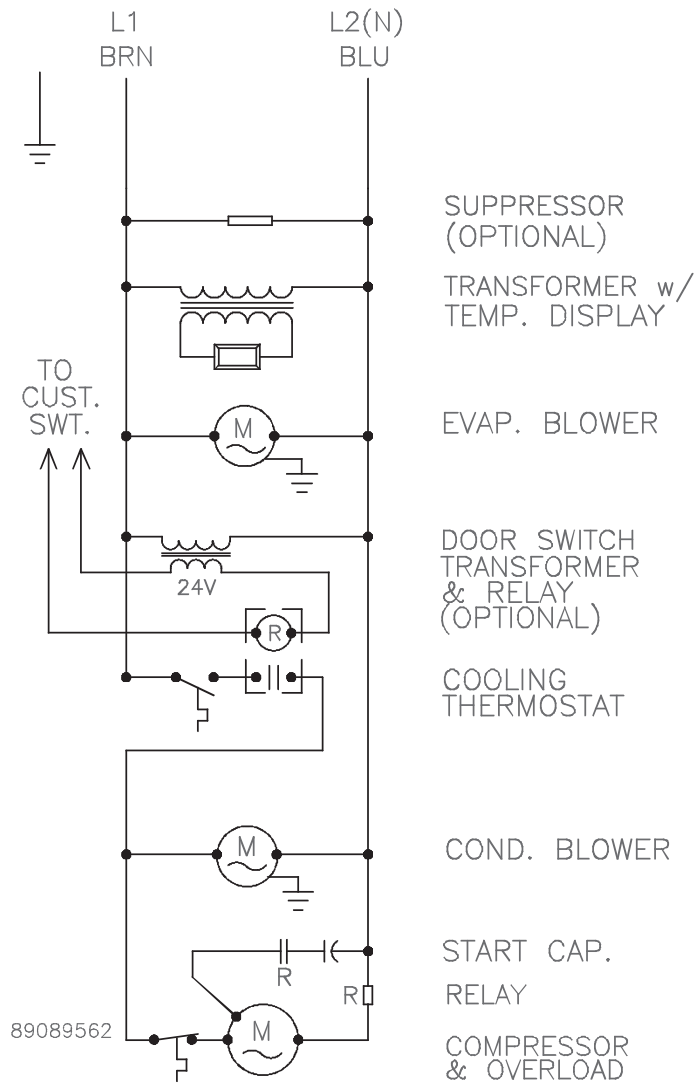 L1
BRN
L2(N)
BLU
SUPPRESSOR
(OPTIONAL)
TRANSFORMER w/
TEMP. DISPLAY
TO
CUST.
SWT.
M
EVAP. BLOWER
24V
DOOR SWITCH
TRANSFORMER
& RELAY
(OPTIONAL)
R
COOLING
THERMOSTAT
M
COND. BLOWER
R
START CAP.
R
RELAY
89089562
M
COMPRESSOR
& OVERLOAD